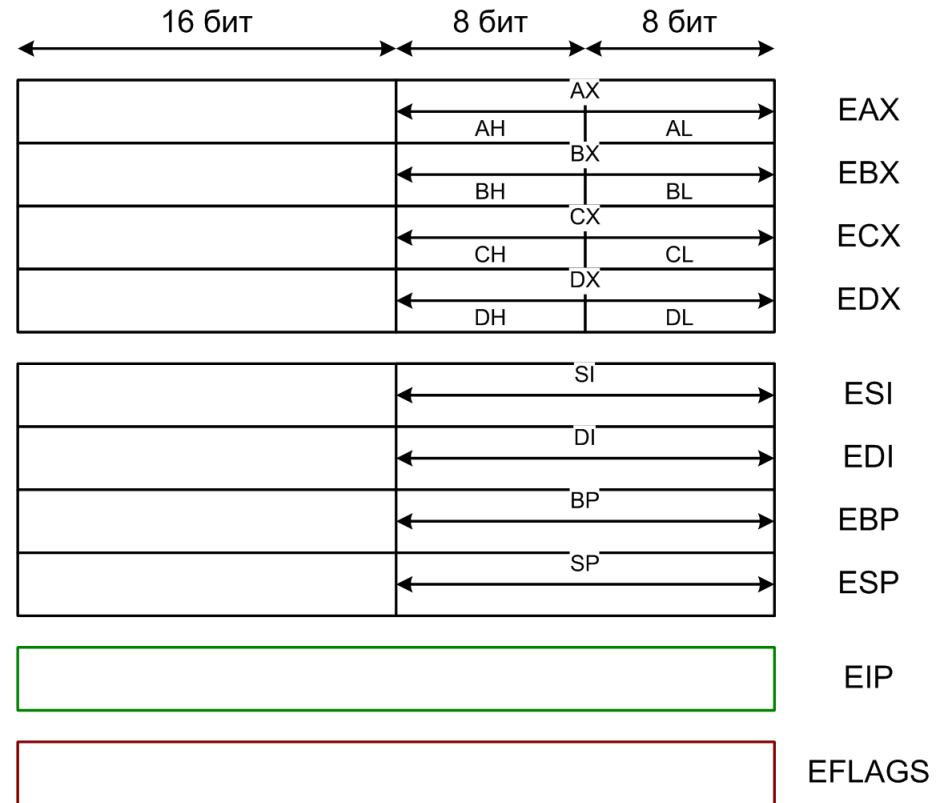 16 бит 8 бит 8 бит
AX
EAX
AH AL
BX
EBX
BH BL
CX
ECX
CH CL
DX
EDX
DH DL
SI
ESI
DI
EDI
BP
EBP
SP
ESP
EIP
EFLAGS